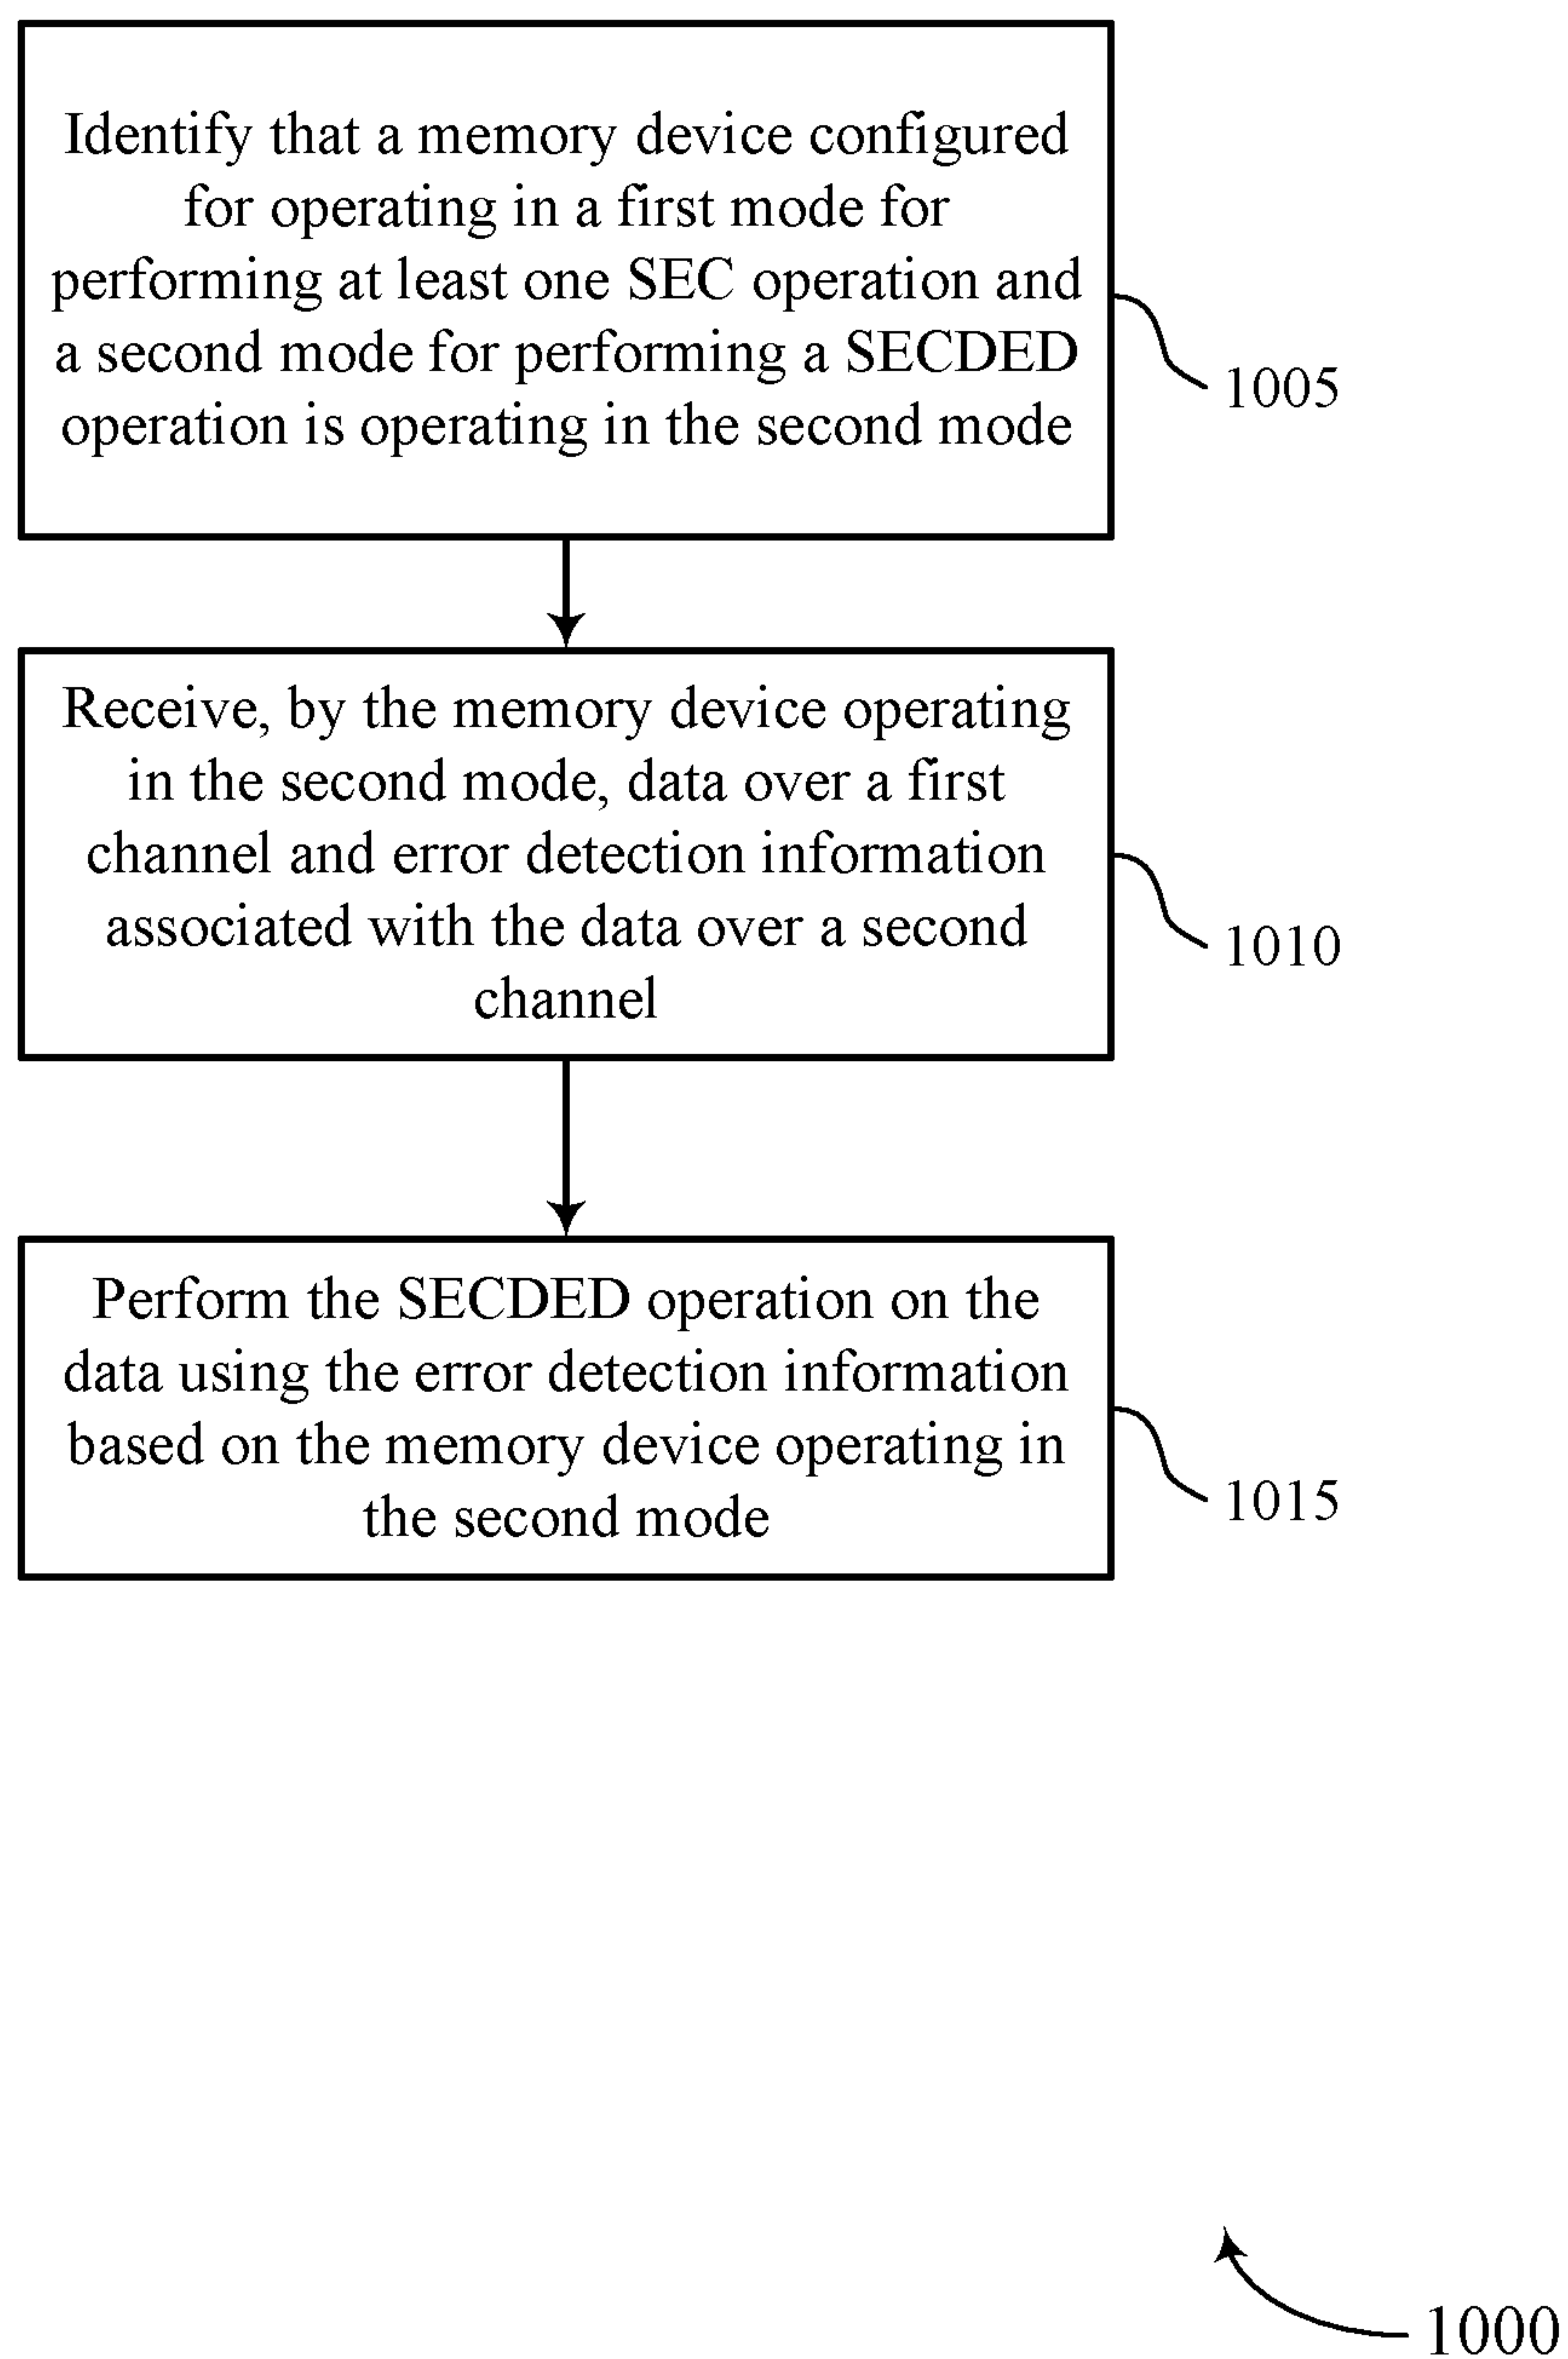 Identify that a memory device configured
for operating in a first mode for
performing at least one SEC operation and
a second mode for performing a SECDED
operation is operating in the second mode
1005
Receive, by the memory device operating
in the second mode, data over a first
channel and error detection information
associated with the data over a second
channel
1010
Perform the SECDED operation on the
data using the error detection information
based on the memory device operating in
the second mode
1015
1000